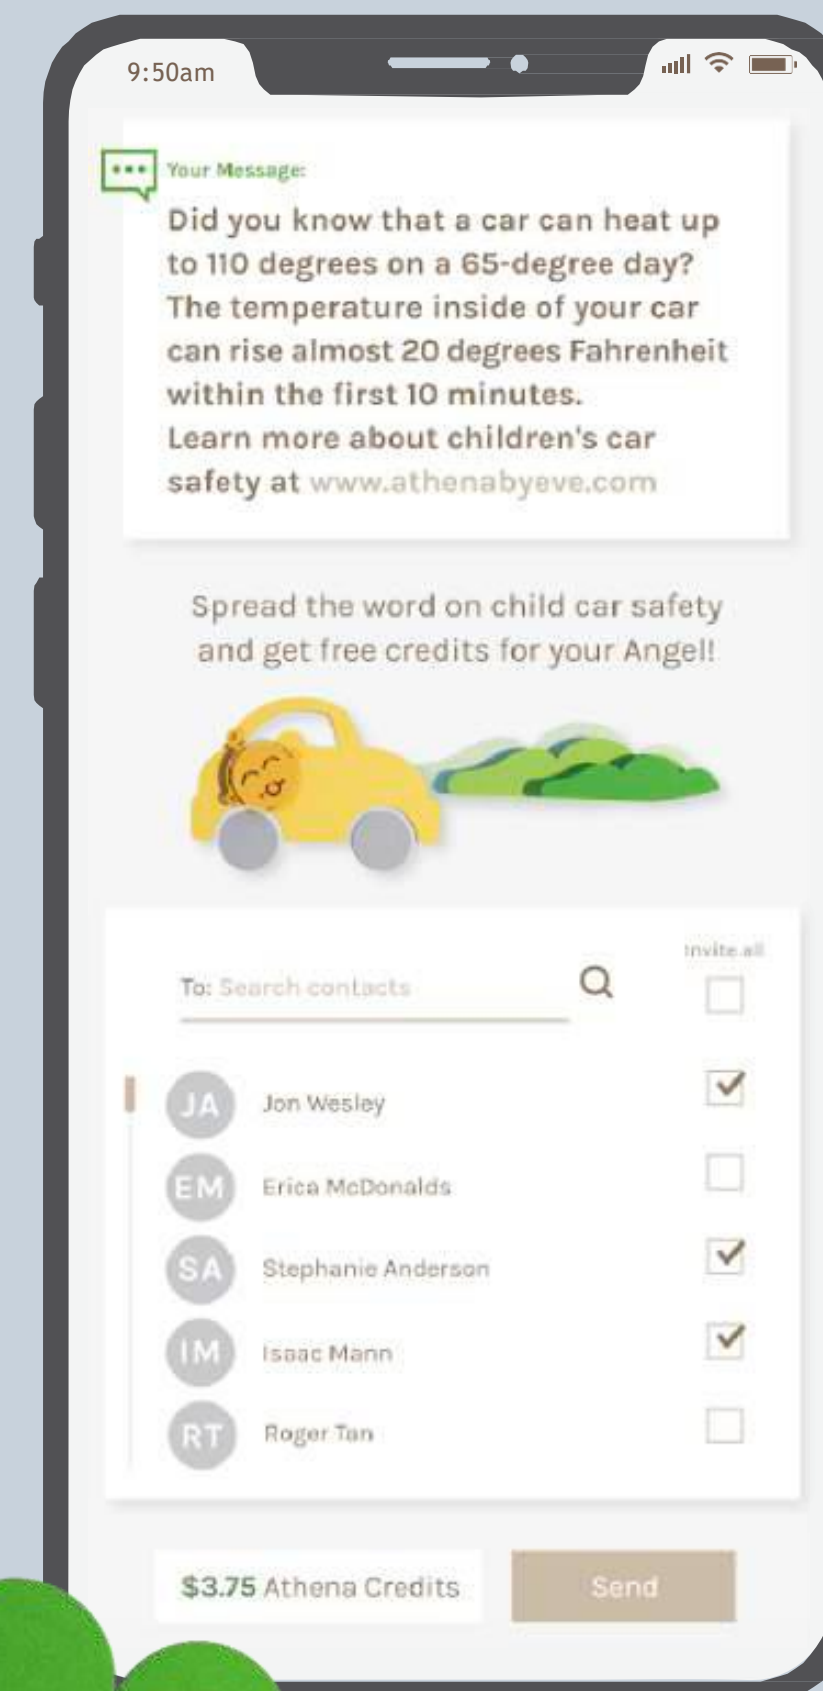 9:50am
Your Message:
Did you know that a car can heat up
to 110 degrees on a 65-degree day?
The temperature inside of your car
can rise almost 20 degrees Fahrenheit
within the first 10 minutes.
Learn more about children's car
safety at www.athenabyeve.com
Spread the word on child car safety
and get free credits for your Angel!
Invite all
To: Search contacts
JA Jon Wesley
EM Erica McDonalds
SA Stephanie Anderson
IM Isaac Mann
RT Roger Tan
$3.75 Athena Credits Send